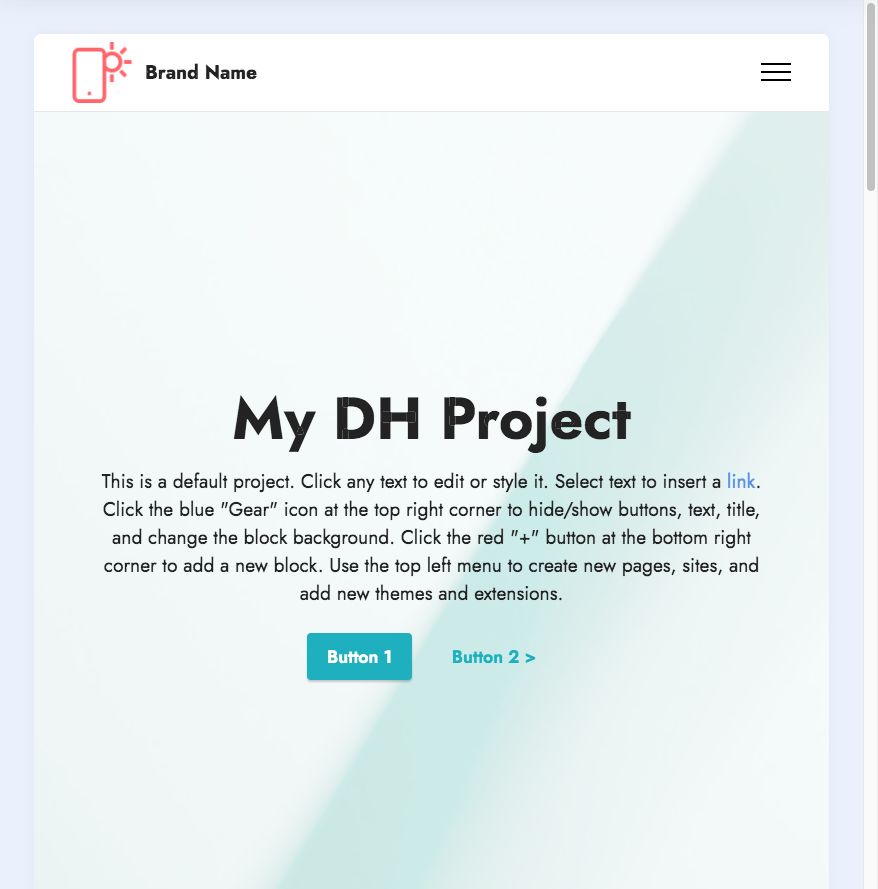 Brand Name
My DH Project
This is a default project. Click any text to edit or style it. Select text to insert a link.
Click the blue "Gear" icon at the top right corner to hide/show buttons, text, title,
and change the block background. Click the red "+" button at the bottom right
corner to add a new block. Use the top left menu to create new pages, sites, and
add new themes and extensions.
Button 1
Button 2 >